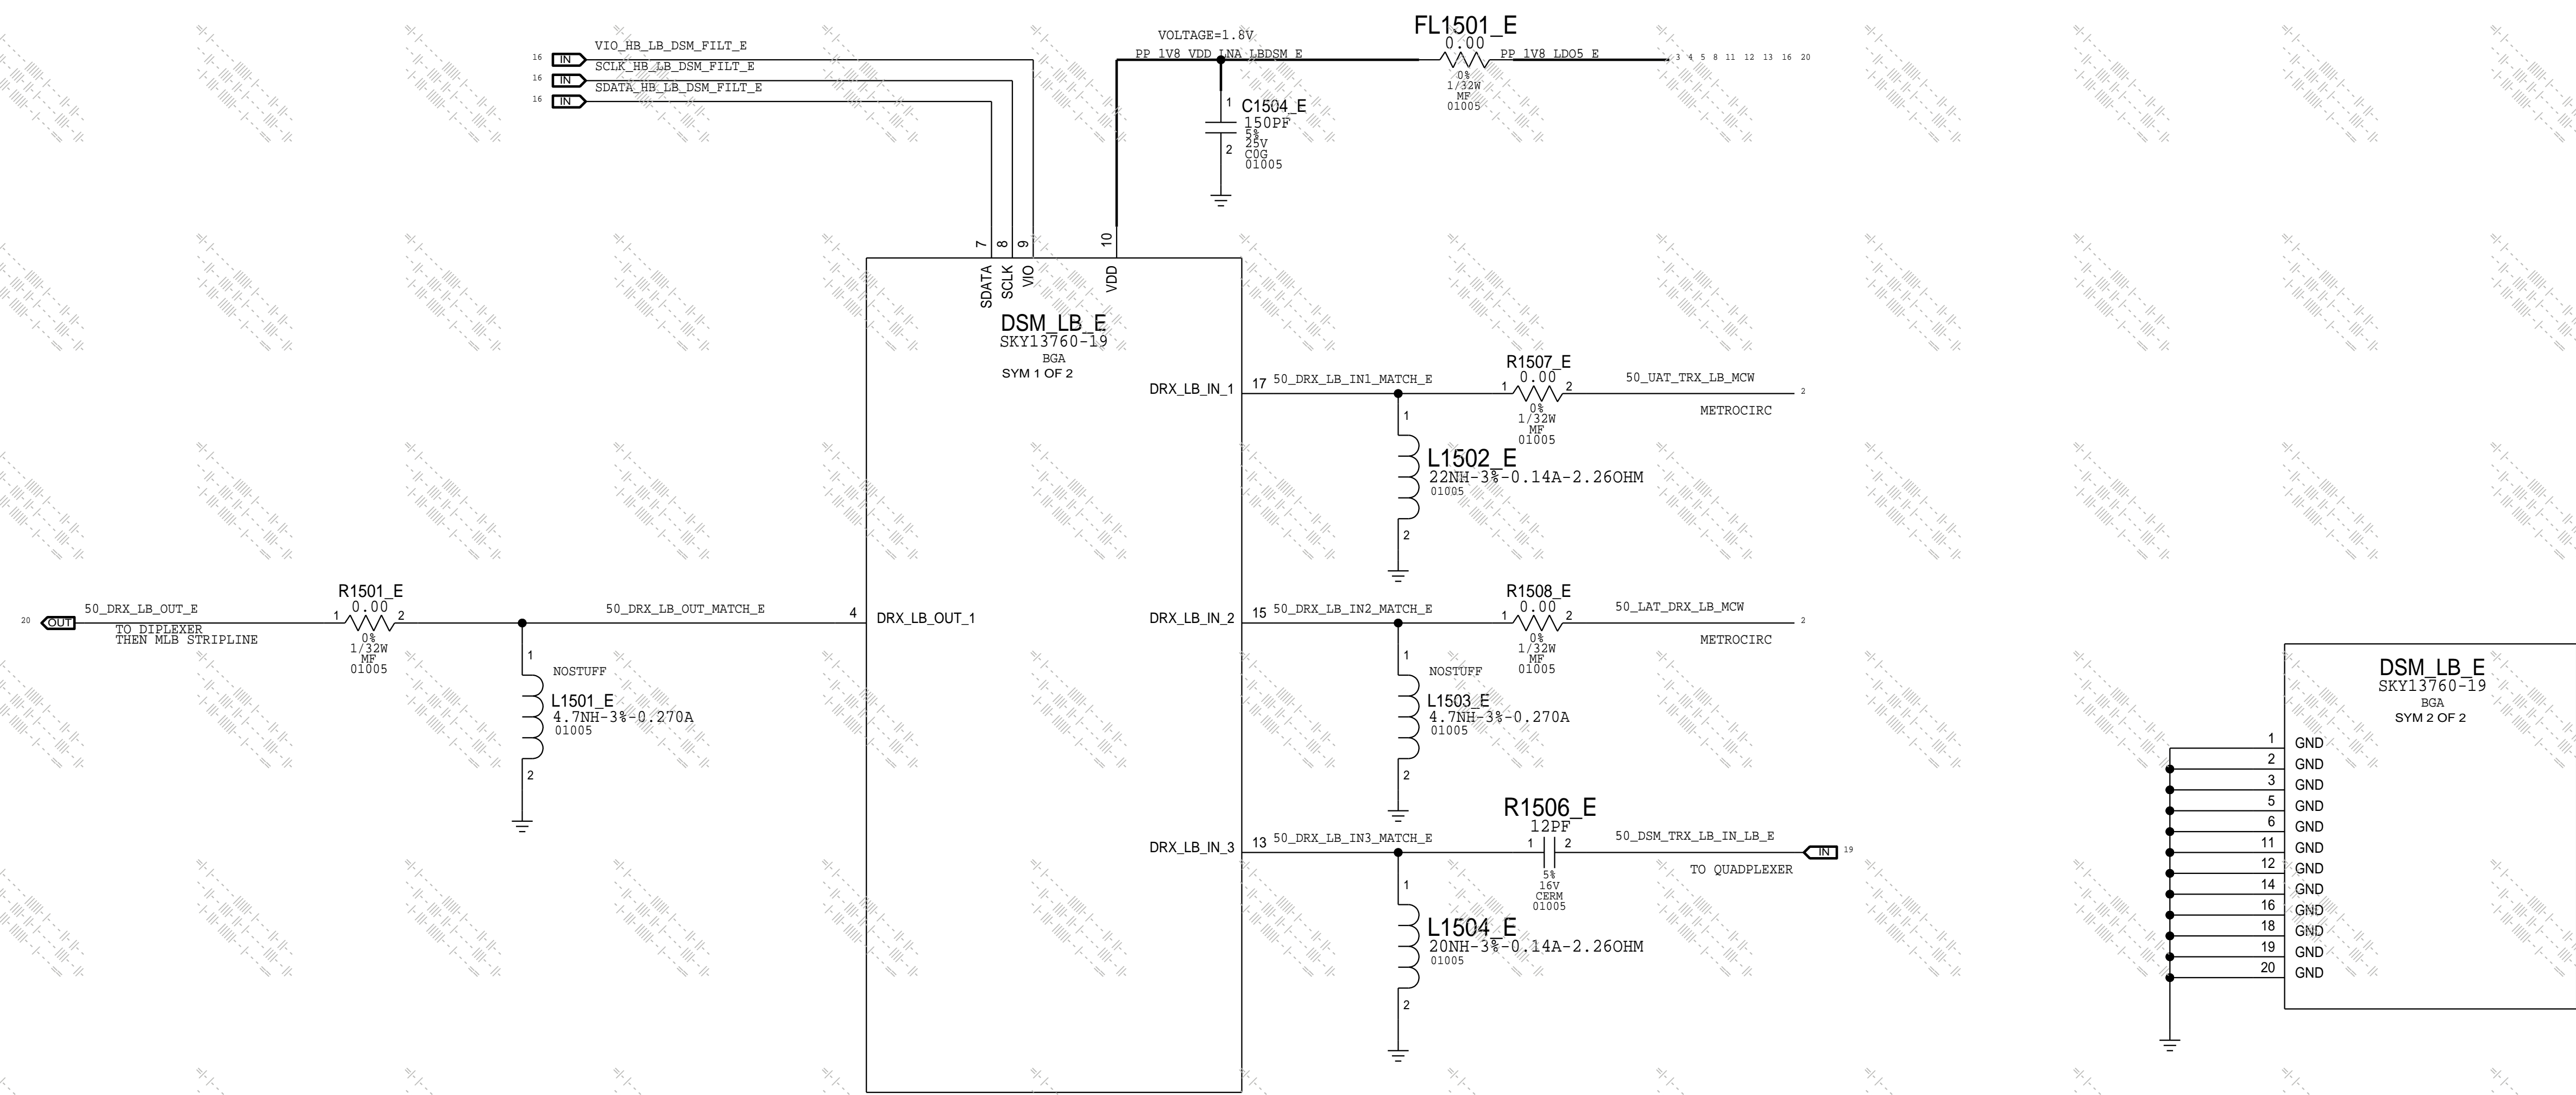 FL1501_E
VOLTAGE=1.8V
0.00
16 IN VIO_HB_LB_DSM_FILT_E
PP_1V8_VDD_LNA_LBDSM_E
PP_1V8_LDO5_E
3 4 5 8 11 12 13 16 20
16 IN SCLK_HB_LB_DSM_FILT_E
0%
1/32W
MF
01005
16 IN SDATA_HB_LB_DSM_FILT_E
1 C1504_E
150PF
5%
2 25V
C0G
01005
7 8 9 10
SDATA
SCLK
VIO
VDD
DSM_LB_E
SKY13760-19
BGA
SYM 1 OF 2
DRX_LB_IN_1 17 50_DRX_LB_IN1_MATCH_E
R1507_E
0.00
1 2
0%
1/32W
MF
01005
50_UAT_TRX_LB_MCW 2
METROCIRC
1
L1502_E
22NH-3%-0.14A-2.26OHM
01005
2
20 OUT 50_DRX_LB_OUT_E
TO DIPLEXER
THEN MLB STRIPLINE
R1501_E
0.00
1 2
0%
1/32W
MF
01005
50_DRX_LB_OUT_MATCH_E 4 DRX_LB_OUT_1
1
NOSTUFF
L1501_E
4.7NH-3%-0.270A
01005
2
DRX_LB_IN_2 15 50_DRX_LB_IN2_MATCH_E
R1508_E
0.00
1 2
0%
1/32W
MF
01005
50_LAT_DRX_LB_MCW 2
METROCIRC
1
NOSTUFF
L1503_E
4.7NH-3%-0.270A
01005
2
DRX_LB_IN_3 13 50_DRX_LB_IN3_MATCH_E
R1506_E
12PF
1 2
5%
16V
CERM
01005
50_DSM_TRX_LB_IN_LB_E IN 19
TO QUADPLEXER
1
L1504_E
20NH-3%-0.14A-2.26OHM
01005
2
DSM_LB_E
SKY13760-19
BGA
SYM 2 OF 2
1 GND
2 GND
3 GND
5 GND
6 GND
11 GND
12 GND
14 GND
16 GND
18 GND
19 GND
20 GND